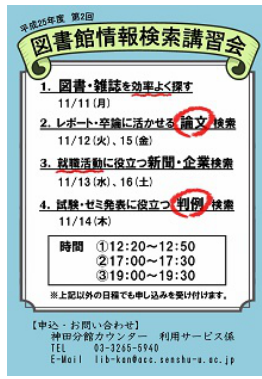 平成25年度 第2回
図書館情報検索講習会
1. 図書・雑誌を効率よく探す
11/11(月)
2. レポート・卒論に活かせる 論文 検索
11/12(火)、15(金)
3. 就職活動に役立つ新聞・企業検索
11/13(水)、16(土)
4. 試験・ゼミ発表に役立つ 判例 検索
11/14(木)
時間 ①12:20～12:50
②17:00～17:30
③19:00～19:30
※上記以外の日程でも申し込みを受け付けます。
【申込・お問い合わせ】
神田分館カウンター 利用サービス係
TEL 03-3265-5940
E-Mail lib-kan@acc.senshu-u.ac.jp